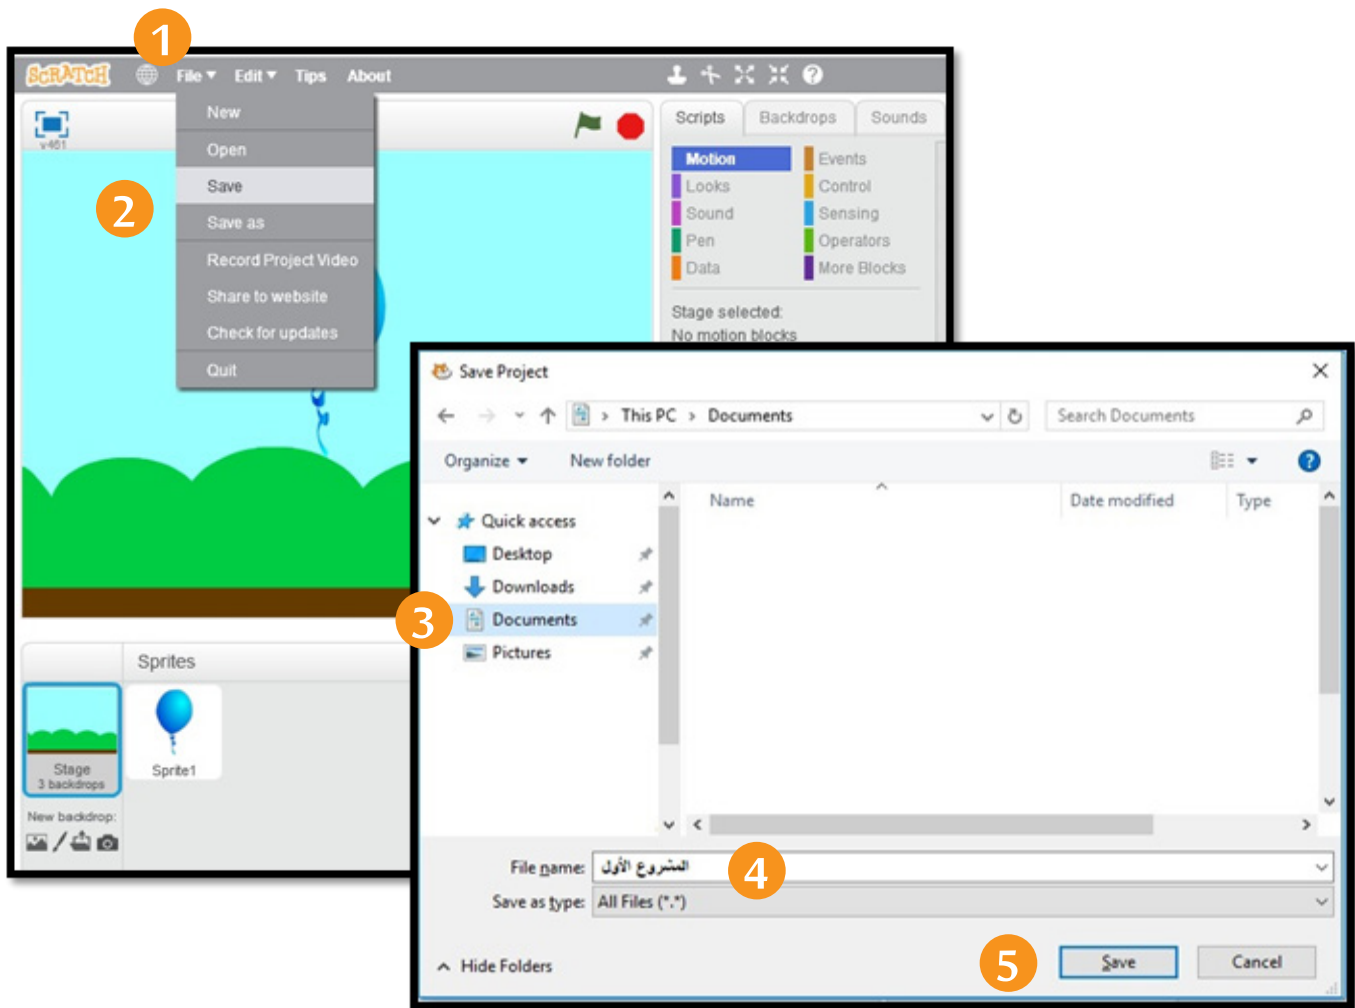 1
SCRATCH File ▼ Edit ▼ Tips About
v461
New
Open
2
Save
Save as
Record Project Video
Share to website
Check for updates
Quit
Scripts Backdrops Sounds
Motion Events
Looks Control
Sound Sensing
Pen Operators
Data More Blocks
Stage selected:
No motion blocks
Sprites
Stage
3 backdrops
Sprite1
New backdrop:
Save Project
This PC > Documents
Search Documents
Organize ▼ New folder
Name Date modified Type
Quick access
Desktop
Downloads
3
Documents
Pictures
File name: المشروع الأول
4
Save as type: All Files (*.*)
Hide Folders
5
Save Cancel